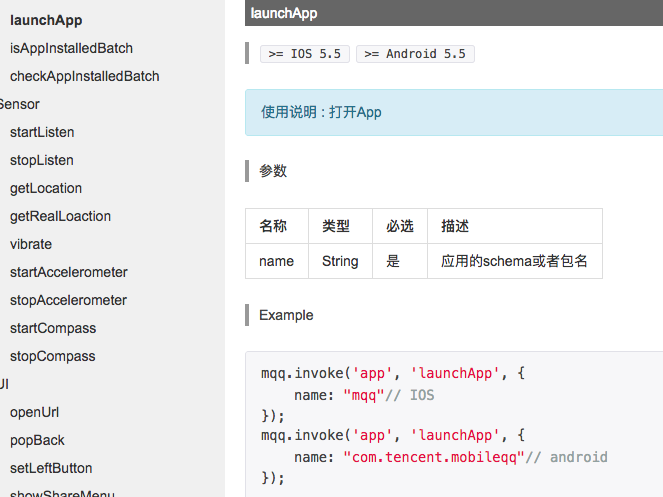 launchApp
isAppInstalledBatch
checkAppInstalledBatch
Sensor
startListen
stopListen
getLocation
getRealLoaction
vibrate
startAccelerometer
stopAccelerometer
startCompass
stopCompass
UI
openUrl
popBack
setLeftButton
showShareMenu
launchApp
>= IOS 5.5 >= Android 5.5
使用说明 : 打开App
参数
名称 类型 必选 描述
name String 是 应用的schema或者包名
Example
mqq.invoke('app', 'launchApp', {
    name: "mqq"// IOS
});
mqq.invoke('app', 'launchApp', {
    name: "com.tencent.mobileqq"// android
});